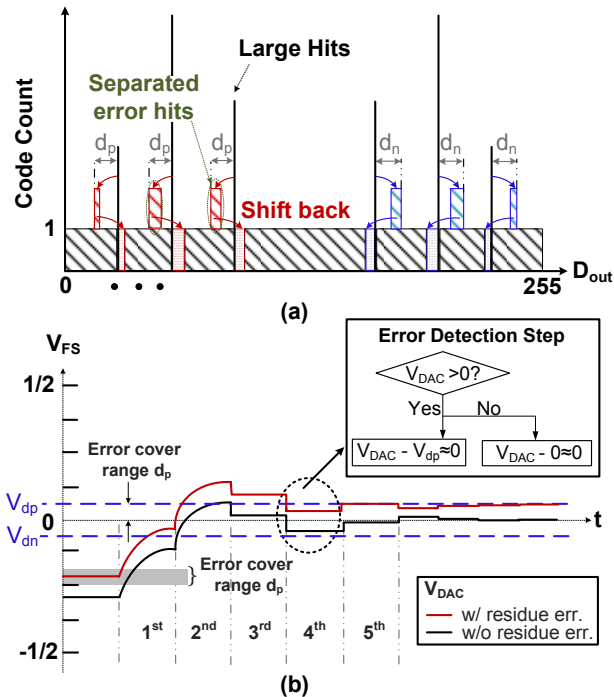 Code Count
Large Hits
Separated
error hits
d_p
d_p
d_p
d_n
d_n
d_n
Shift back
1
0
255
D_out
• • •
(a)
V_FS
1/2
Error cover
range d_p
V_dp
0
V_dn
t
Error cover
range d_p
-1/2
1st
2nd
3rd
4th
5th
Error Detection Step
V_DAC >0?
Yes
No
V_DAC - V_dp≈0
V_DAC - 0≈0
V_DAC
w/ residue err.
w/o residue err.
(b)